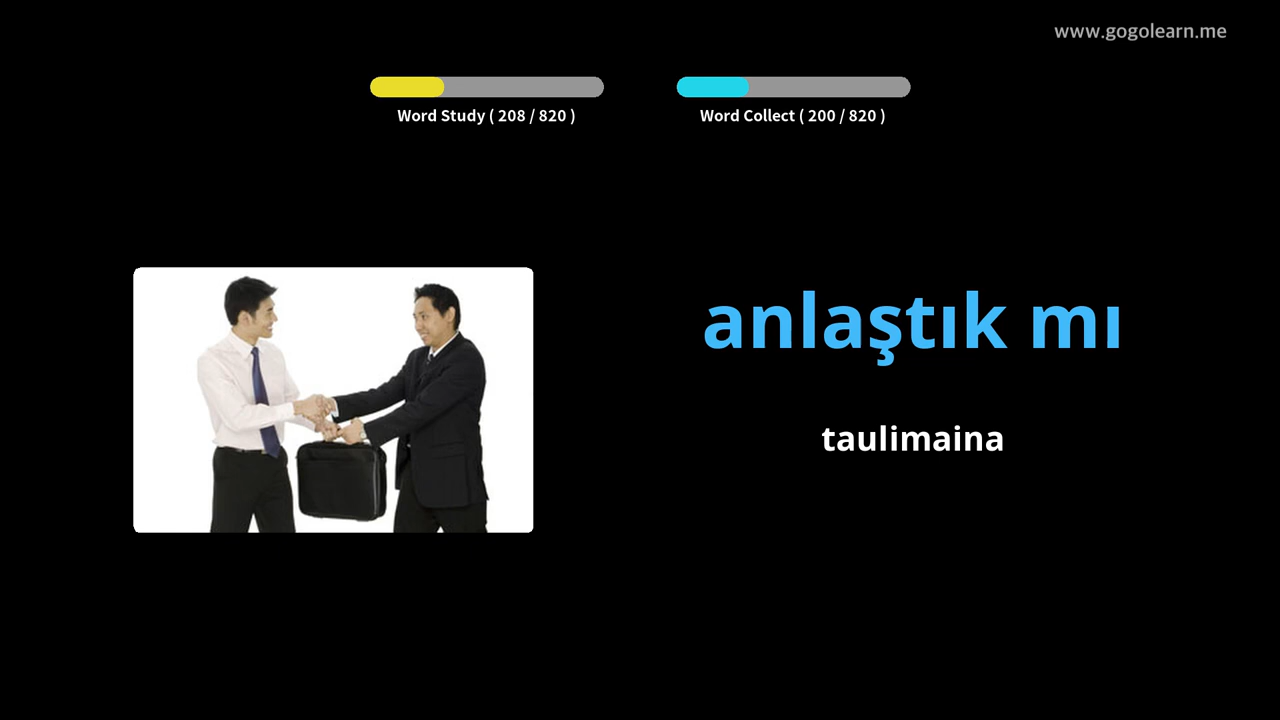 www.gogolearn.me
Word Study ( 208 / 820 )
Word Collect ( 200 / 820 )
anlaştık mı
taulimaina